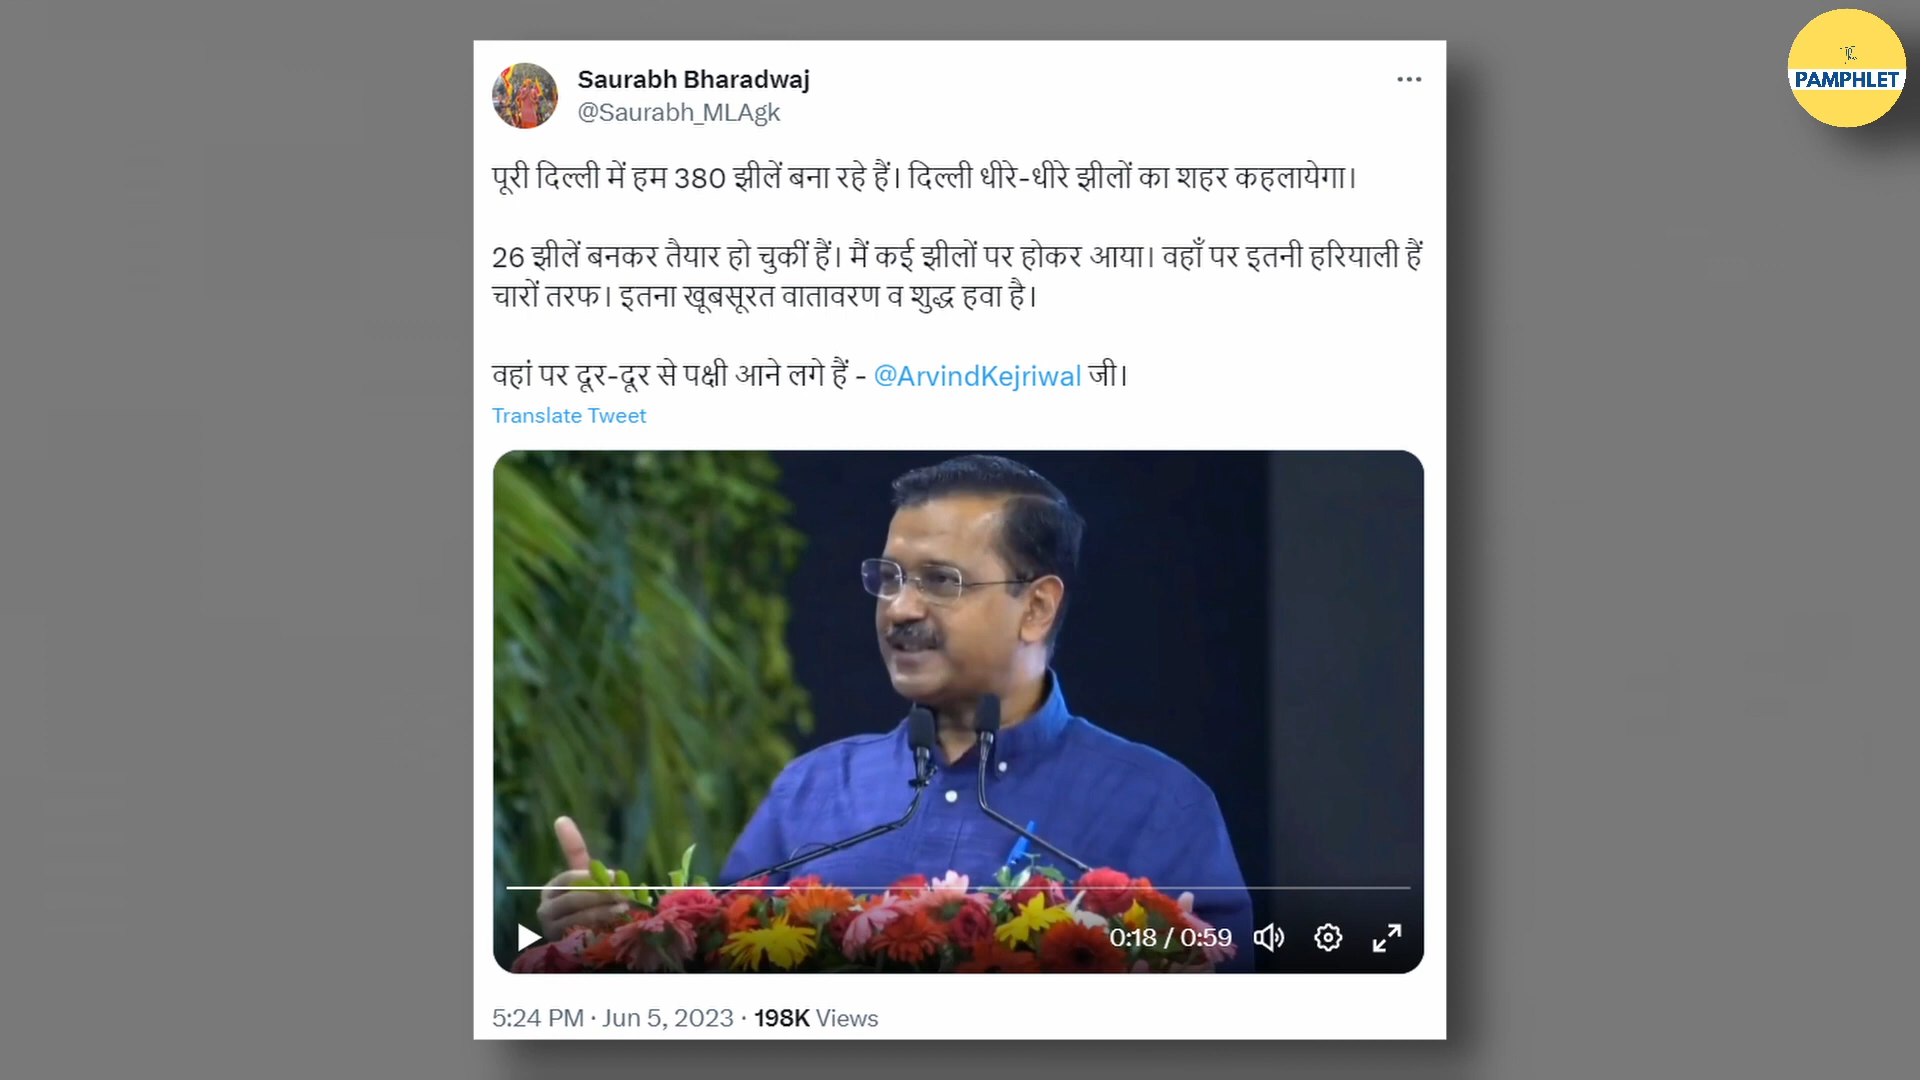 Saurabh Bharadwaj
@Saurabh_MLAgk
पूरी दिल्ली में हम 380 झीलें बना रहे हैं। दिल्ली धीरे-धीरे झीलों का शहर कहलायेगा।
26 झीलें बनकर तैयार हो चुकीं हैं। मैं कई झीलों पर होकर आया। वहाँ पर इतनी हरियाली हैं
चारों तरफ। इतना खूबसूरत वातावरण व शुद्ध हवा है।
वहां पर दूर-दूर से पक्षी आने लगे हैं - @ArvindKejriwal जी।
Translate Tweet
0:18 / 0:59
5:24 PM · Jun 5, 2023 · 198K Views
PAMPHLET